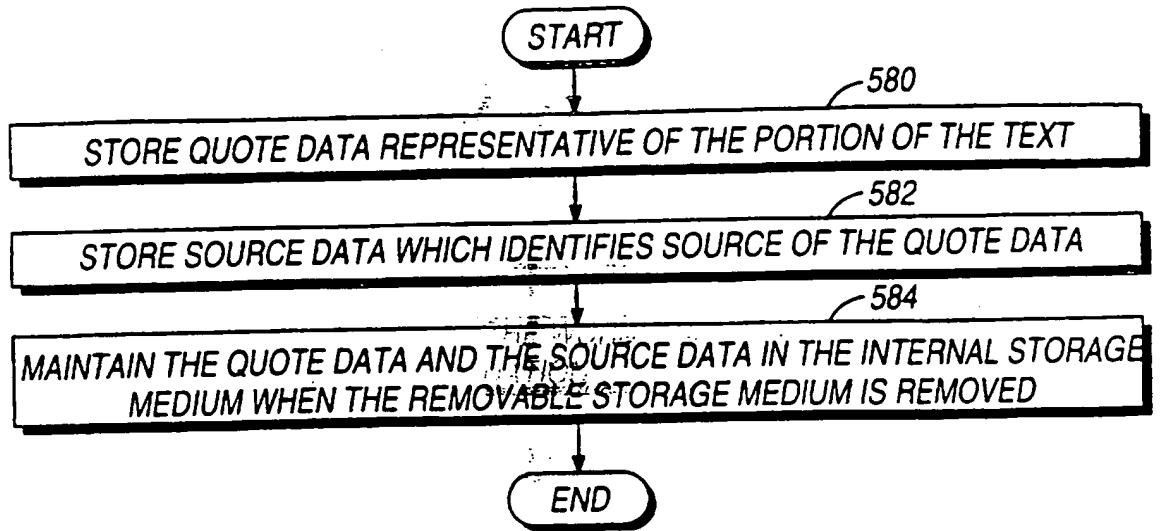 START
580
STORE QUOTE DATA REPRESENTATIVE OF THE PORTION OF THE TEXT
582
STORE SOURCE DATA WHICH IDENTIFIES SOURCE OF THE QUOTE DATA
584
MAINTAIN THE QUOTE DATA AND THE SOURCE DATA IN THE INTERNAL STORAGE
MEDIUM WHEN THE REMOVABLE STORAGE MEDIUM IS REMOVED
END